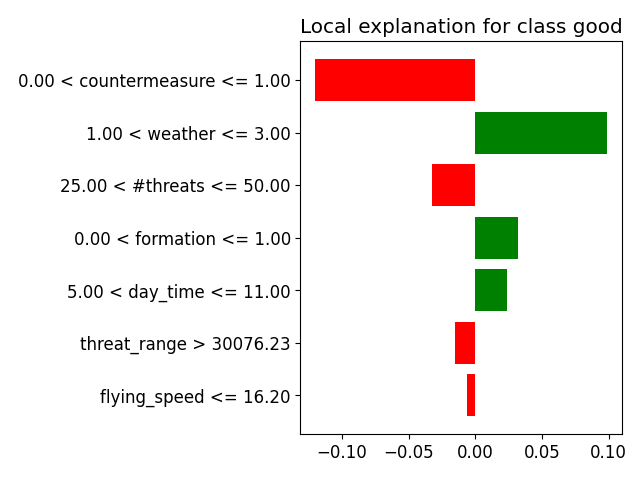 Local explanation for class good
0.00 < countermeasure <= 1.00
1.00 < weather <= 3.00
25.00 < #threats <= 50.00
0.00 < formation <= 1.00
5.00 < day_time <= 11.00
threat_range > 30076.23
flying_speed <= 16.20
−0.10 −0.05 0.00 0.05 0.10